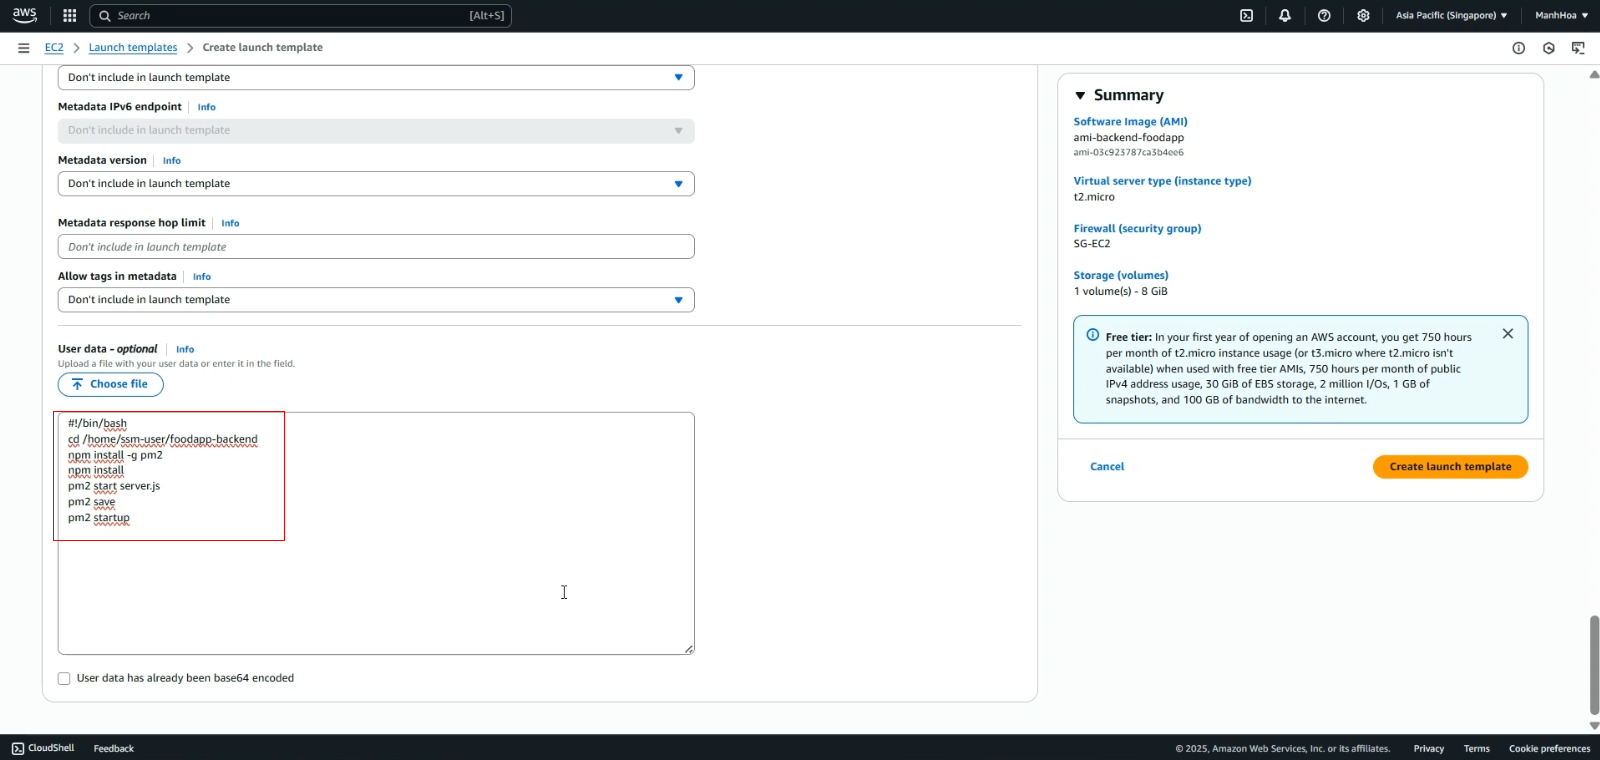 aws
Search
[Alt+S]
Asia Pacific (Singapore)
ManhHoa
EC2
Launch templates
Create launch template
Don't include in launch template
Metadata IPv6 endpoint
Info
Don't include in launch template
Metadata version
Info
Don't include in launch template
Metadata response hop limit
Info
Don't include in launch template
Allow tags in metadata
Info
Don't include in launch template
User data - optional
Info
Upload a file with your user data or enter it in the field.
Choose file
#!/bin/bash
cd /home/ssm-user/foodapp-backend
npm install -g pm2
npm install
pm2 start server.js
pm2 save
pm2 startup
User data has already been base64 encoded
Summary
Software Image (AMI)
ami-backend-foodapp
ami-03c923787ca3b4ee6
Virtual server type (instance type)
t2.micro
Firewall (security group)
SG-EC2
Storage (volumes)
1 volume(s) - 8 GiB
Free tier: In your first year of opening an AWS account, you get 750 hours
per month of t2.micro instance usage (or t3.micro where t2.micro isn't
available) when used with free tier AMIs, 750 hours per month of public
IPv4 address usage, 30 GiB of EBS storage, 2 million I/Os, 1 GB of
snapshots, and 100 GB of bandwidth to the internet.
Cancel
Create launch template
CloudShell
Feedback
© 2025, Amazon Web Services, Inc. or its affiliates.
Privacy
Terms
Cookie preferences